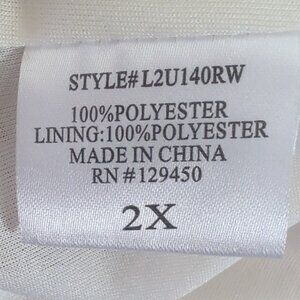 STYLE# L2U140RW
100%POLYESTER
LINING:100%POLYESTER
MADE IN CHINA
RN # 129450
2X